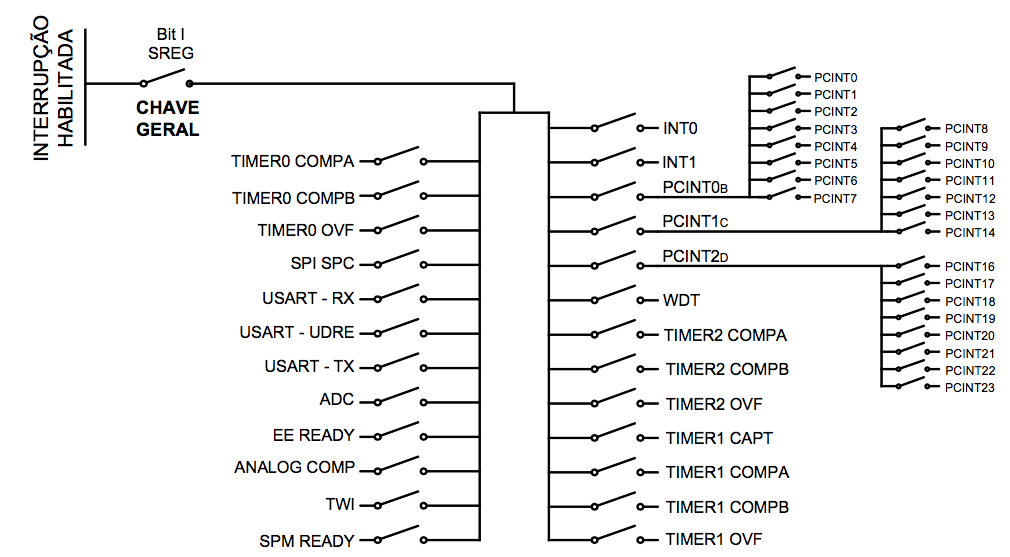 INTERRUPÇÃO
HABILITADA
Bit I
SREG
CHAVE
GERAL
TIMER0 COMPA
TIMER0 COMPB
TIMER0 OVF
SPI SPC
USART - RX
USART - UDRE
USART - TX
ADC
EE READY
ANALOG COMP
TWI
SPM READY
INT0
INT1
PCINT0B
PCINT1C
PCINT2D
WDT
TIMER2 COMPA
TIMER2 COMPB
TIMER2 OVF
TIMER1 CAPT
TIMER1 COMPA
TIMER1 COMPB
TIMER1 OVF
PCINT0
PCINT1
PCINT2
PCINT3
PCINT4
PCINT5
PCINT6
PCINT7
PCINT8
PCINT9
PCINT10
PCINT11
PCINT12
PCINT13
PCINT14
PCINT16
PCINT17
PCINT18
PCINT19
PCINT20
PCINT21
PCINT22
PCINT23